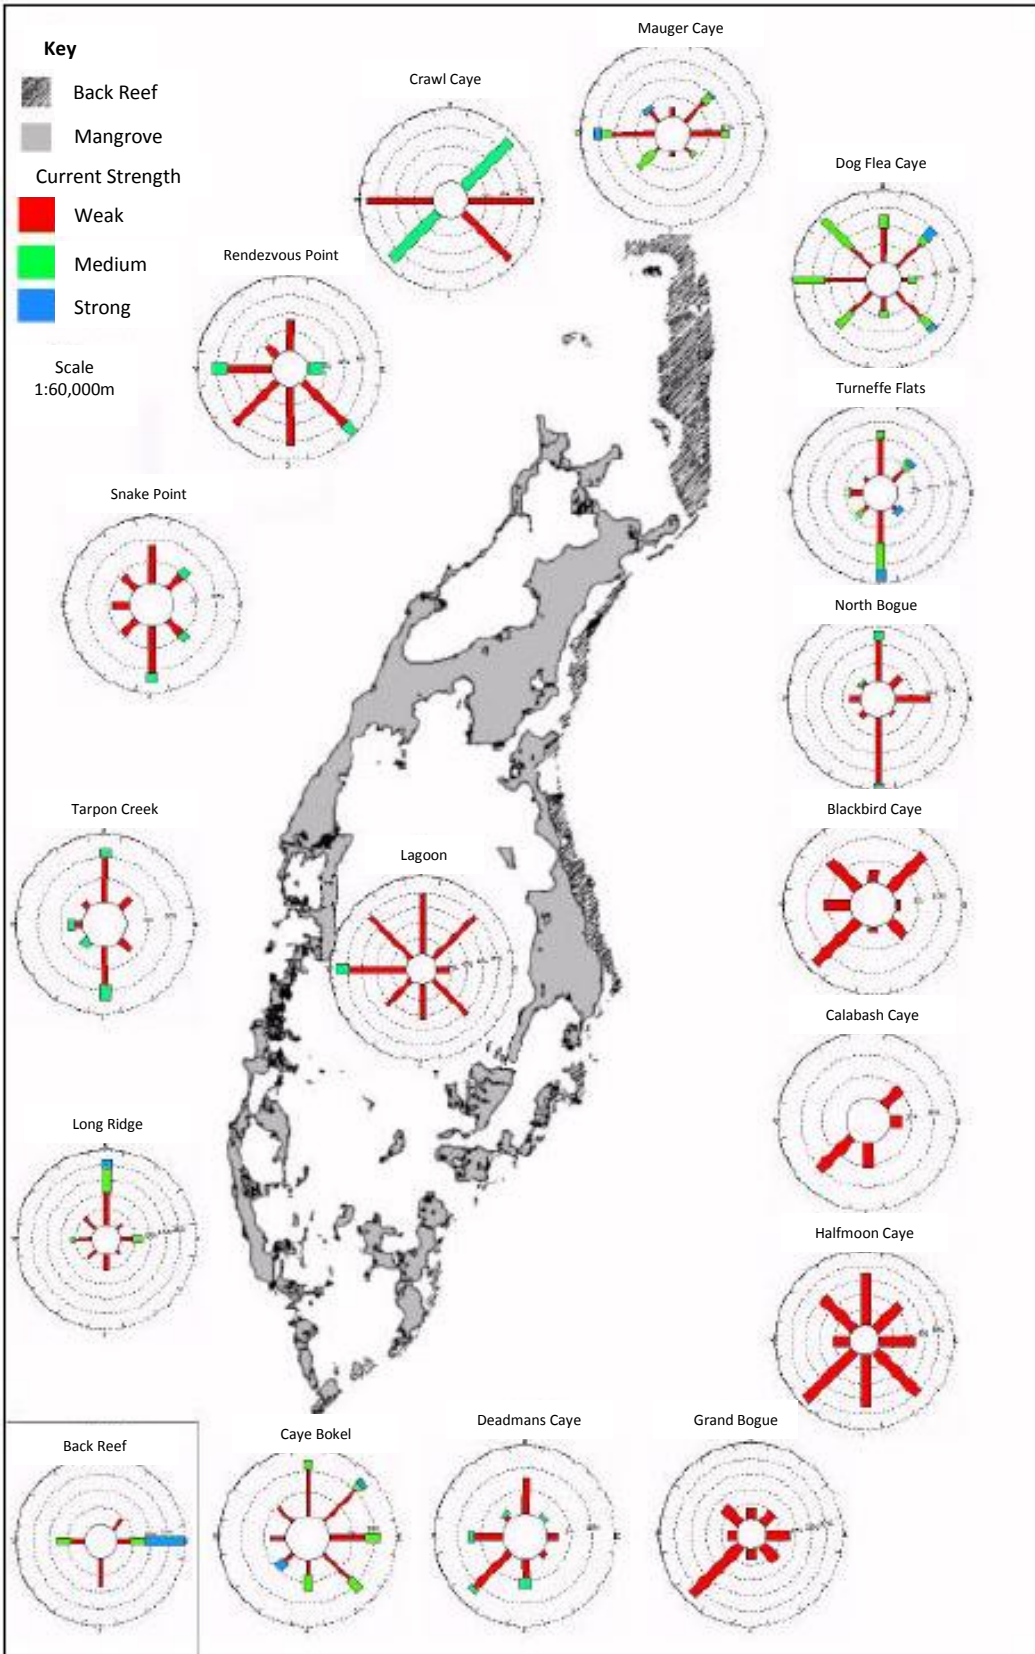 Key
Back Reef
Mangrove
Current Strength
Weak
Medium
Strong
Scale
1:60,000m
Mauger Caye
Crawl Caye
Dog Flea Caye
Rendezvous Point
Turneffe Flats
Snake Point
North Bogue
Tarpon Creek
Blackbird Caye
Lagoon
Calabash Caye
Long Ridge
Halfmoon Caye
Back Reef
Caye Bokel
Deadmans Caye
Grand Bogue